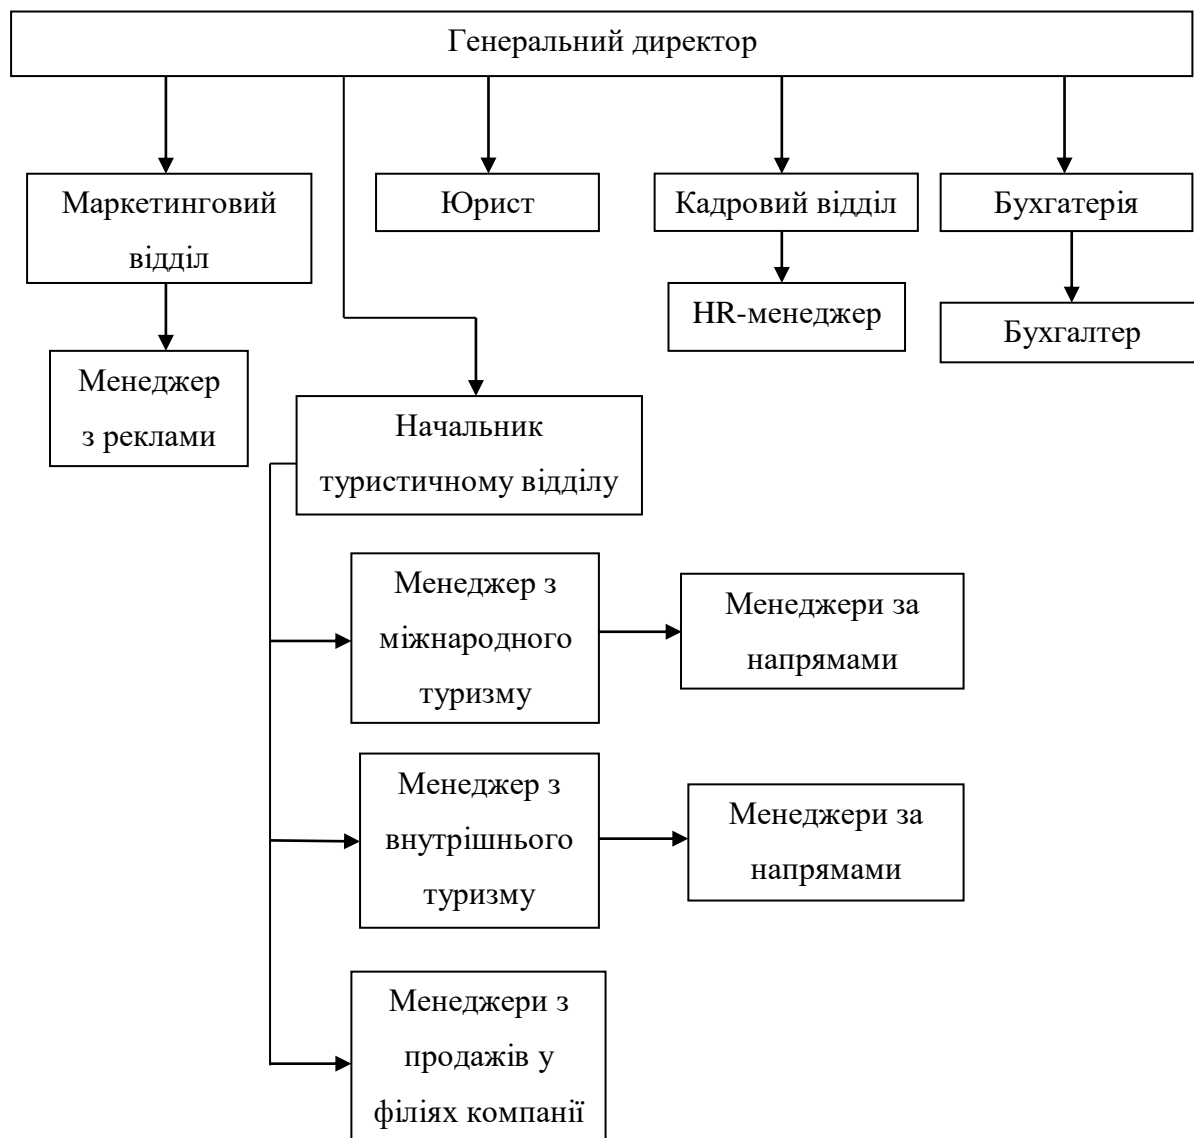 Генеральний директор
Маркетинговий
відділ
Юрист
Кадровий відділ
Бухгатерія
HR-менеджер
Бухгалтер
Менеджер
з реклами
Начальник
туристичному відділу
Менеджер з
міжнародного
туризму
Менеджери за
напрямами
Менеджер з
внутрішнього
туризму
Менеджери за
напрямами
Менеджери з
продажів у
філіях компанії